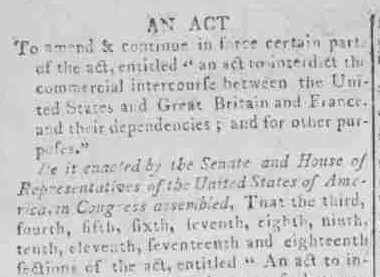 AN ACT
To amend & continue in force certain parts
of the act, entitled “ an act to interdict the
commercial intercourſe between the Uni-
ted States and Great Britain and France,
and their dependencies ; and for other pur-
poſes.”
Be it enacted by the Senate and House of
Repreſentatives of the United States of Ame-
rica, in Congreſs assembled, That the third,
fourth, fifth, ſixth, ſeventh, eighth, ninth,
tenth, eleventh, ſeventeenth and eighteenth
ſections of the act, entitled “ An act to in-